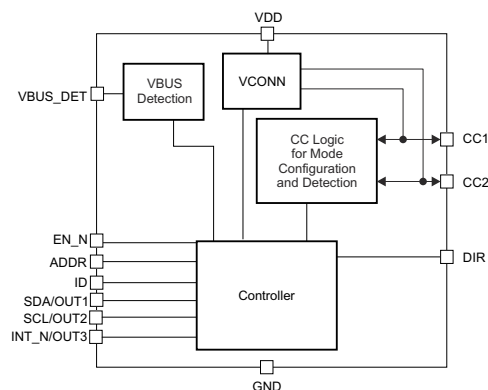 VDD
VBUS_DET
VBUS
Detection
VCONN
CC Logic
for Mode
Configuration
and Detection
CC1
CC2
EN_N
ADDR
ID
SDA/OUT1
SCL/OUT2
INT_N/OUT3
Controller
DIR
GND